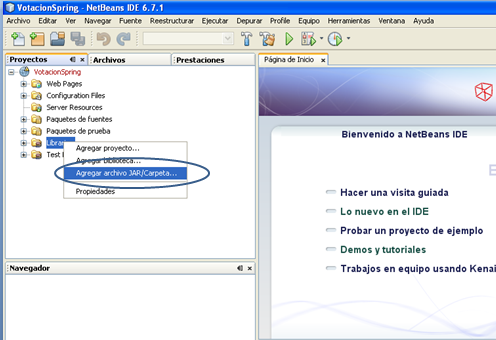 VotacionSpring - NetBeans IDE 6.7.1
Archivo Editar Ver Navegar Fuente Reestructurar Ejecutar Depurar Profile Equipo Herramientas Ventana Ayuda
Proyectos Archivos Prestaciones Página de Inicio
VotacionSpring
Web Pages
Configuration Files
Server Resources
Paquetes de fuentes
Paquetes de prueba
Agregar proyecto...
Agregar biblioteca...
Agregar archivo JAR/Carpeta...
Propiedades
Test
Navegador
Bienvenido a NetBeans IDE
E
Hacer una visita guiada
Lo nuevo en el IDE
Probar un proyecto de ejemplo
Demos y tutoriales
Trabajos en equipo usando Kenai